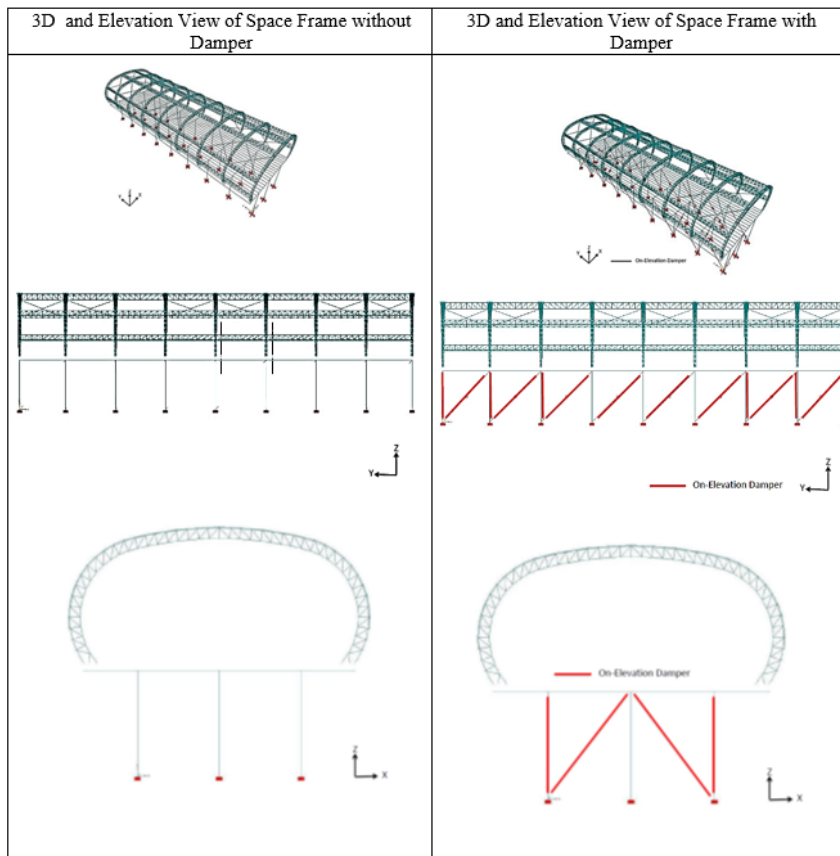 3D and Elevation View of Space Frame without
Damper
3D and Elevation View of Space Frame with
Damper
On-Elevation Damper
Z
Y
Z
On-Elevation Damper
Y
On-Elevation Damper
Z
X
Z
X